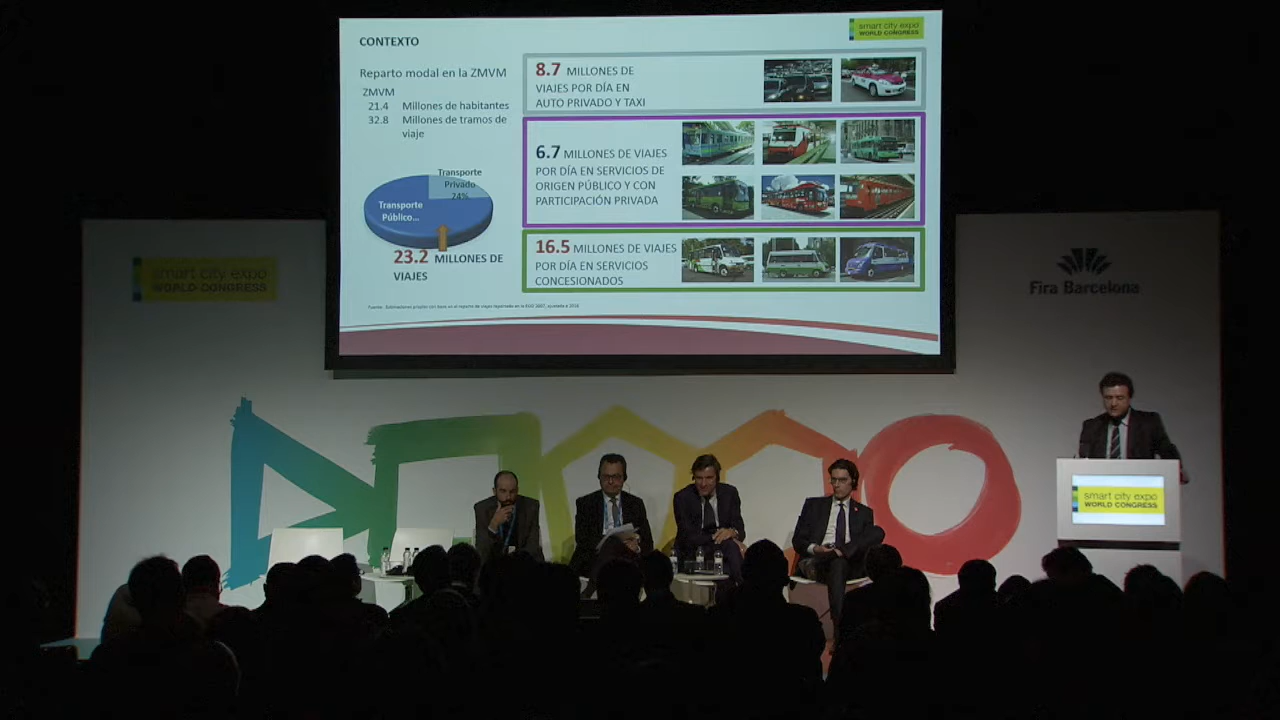 smart city expo
WORLD CONGRESS
CONTEXTO
Reparto modal en la ZMVM
ZMVM
21.4 Millones de habitantes
32.8 Millones de tramos de
viaje
Transporte
Privado
24%
Transporte
Público...
23.2 MILLONES DE
VIAJES
8.7 MILLONES DE
VIAJES POR DÍA EN
AUTO PRIVADO Y TAXI
6.7 MILLONES DE VIAJES
POR DÍA EN SERVICIOS DE
ORIGEN PÚBLICO Y CON
PARTICIPACIÓN PRIVADA
16.5 MILLONES DE VIAJES
POR DÍA EN SERVICIOS
CONCESIONADOS
smart city expo
WORLD CONGRESS
Fira Barcelona
smart city expo
WORLD CONGRESS